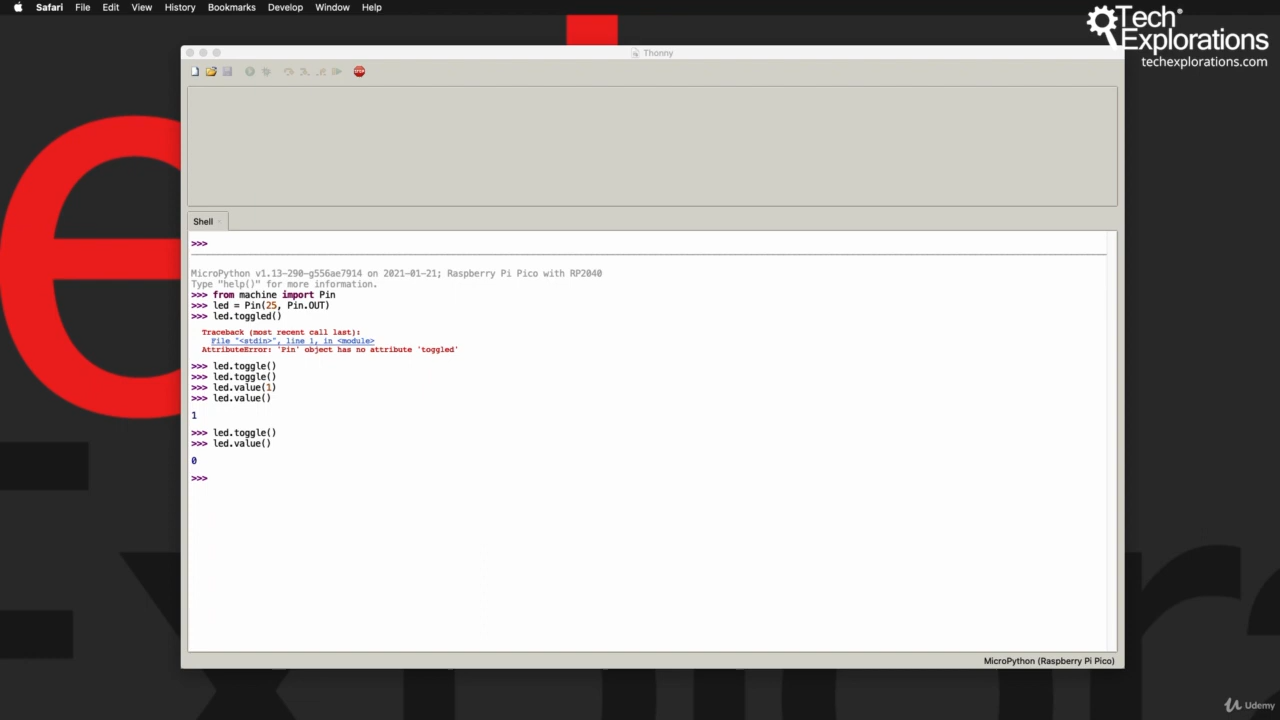 Safari File Edit View History Bookmarks Develop Window Help
Tech
Explorations
techexplorations.com
Thonny
STOP
Shell
>>>
MicroPython v1.13-290-g556ae7914 on 2021-01-21; Raspberry Pi Pico with RP2040
Type "help()" for more information.
>>> from machine import Pin
>>> led = Pin(25, Pin.OUT)
>>> led.toggled()
Traceback (most recent call last):
File "<stdin>", line 1, in <module>
AttributeError: 'Pin' object has no attribute 'toggled'
>>> led.toggle()
>>> led.toggle()
>>> led.value(1)
>>> led.value()
1
>>> led.toggle()
>>> led.value()
0
>>>
MicroPython (Raspberry Pi Pico)
Udemy